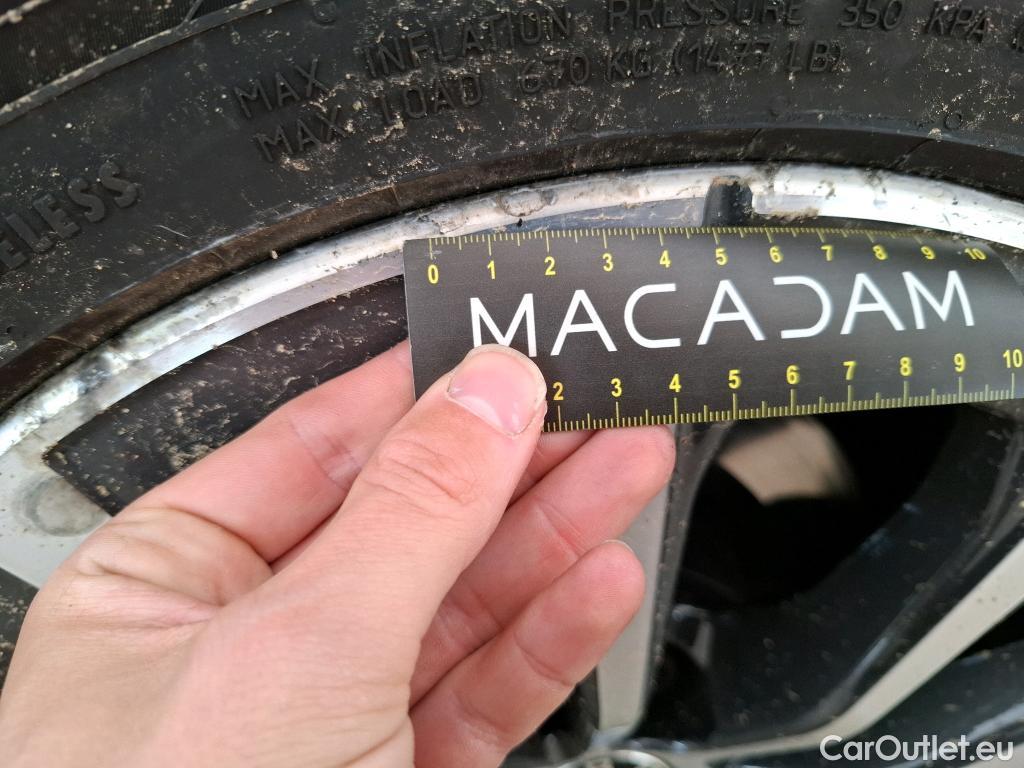 MAX INFLATION PRESSURE 350 KPA
MAX LOAD 670 KG (1477 LB)
ELESS
0 1 2 3 4 5 6 7 8 9 10
MACADAM
2 3 4 5 6 7 8 9 10
CarOutlet.eu